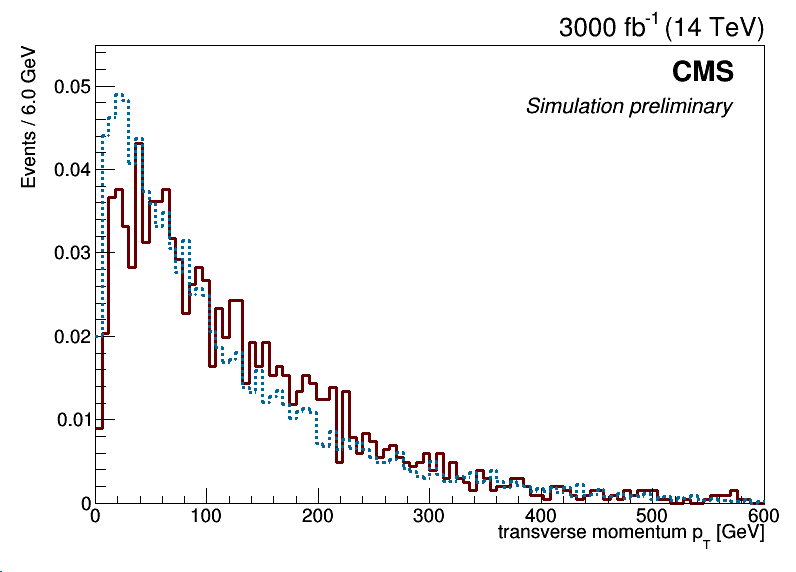 3000 fb-1 (14 TeV)
CMS
Simulation preliminary
Events / 6.0 GeV
0.05
0.04
0.03
0.02
0.01
0
0 100 200 300 400 500 600
transverse momentum pT [GeV]